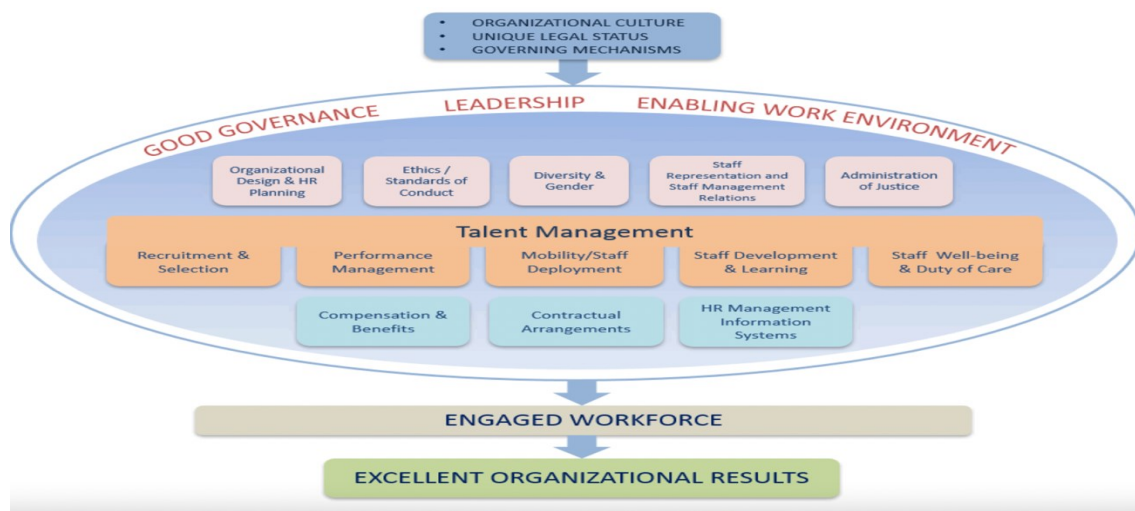 • ORGANIZATIONAL CULTURE
• UNIQUE LEGAL STATUS
• GOVERNING MECHANISMS
GOOD GOVERNANCE LEADERSHIP ENABLING WORK ENVIRONMENT
Organizational
Design & HR
Planning
Ethics /
Standards of
Conduct
Diversity &
Gender
Staff
Representation and
Staff Management
Relations
Administration
of Justice
Talent Management
Recruitment &
Selection
Performance
Management
Mobility/Staff
Deployment
Staff Development
& Learning
Staff Well-being
& Duty of Care
Compensation &
Benefits
Contractual
Arrangements
HR Management
Information
Systems
ENGAGED WORKFORCE
EXCELLENT ORGANIZATIONAL RESULTS